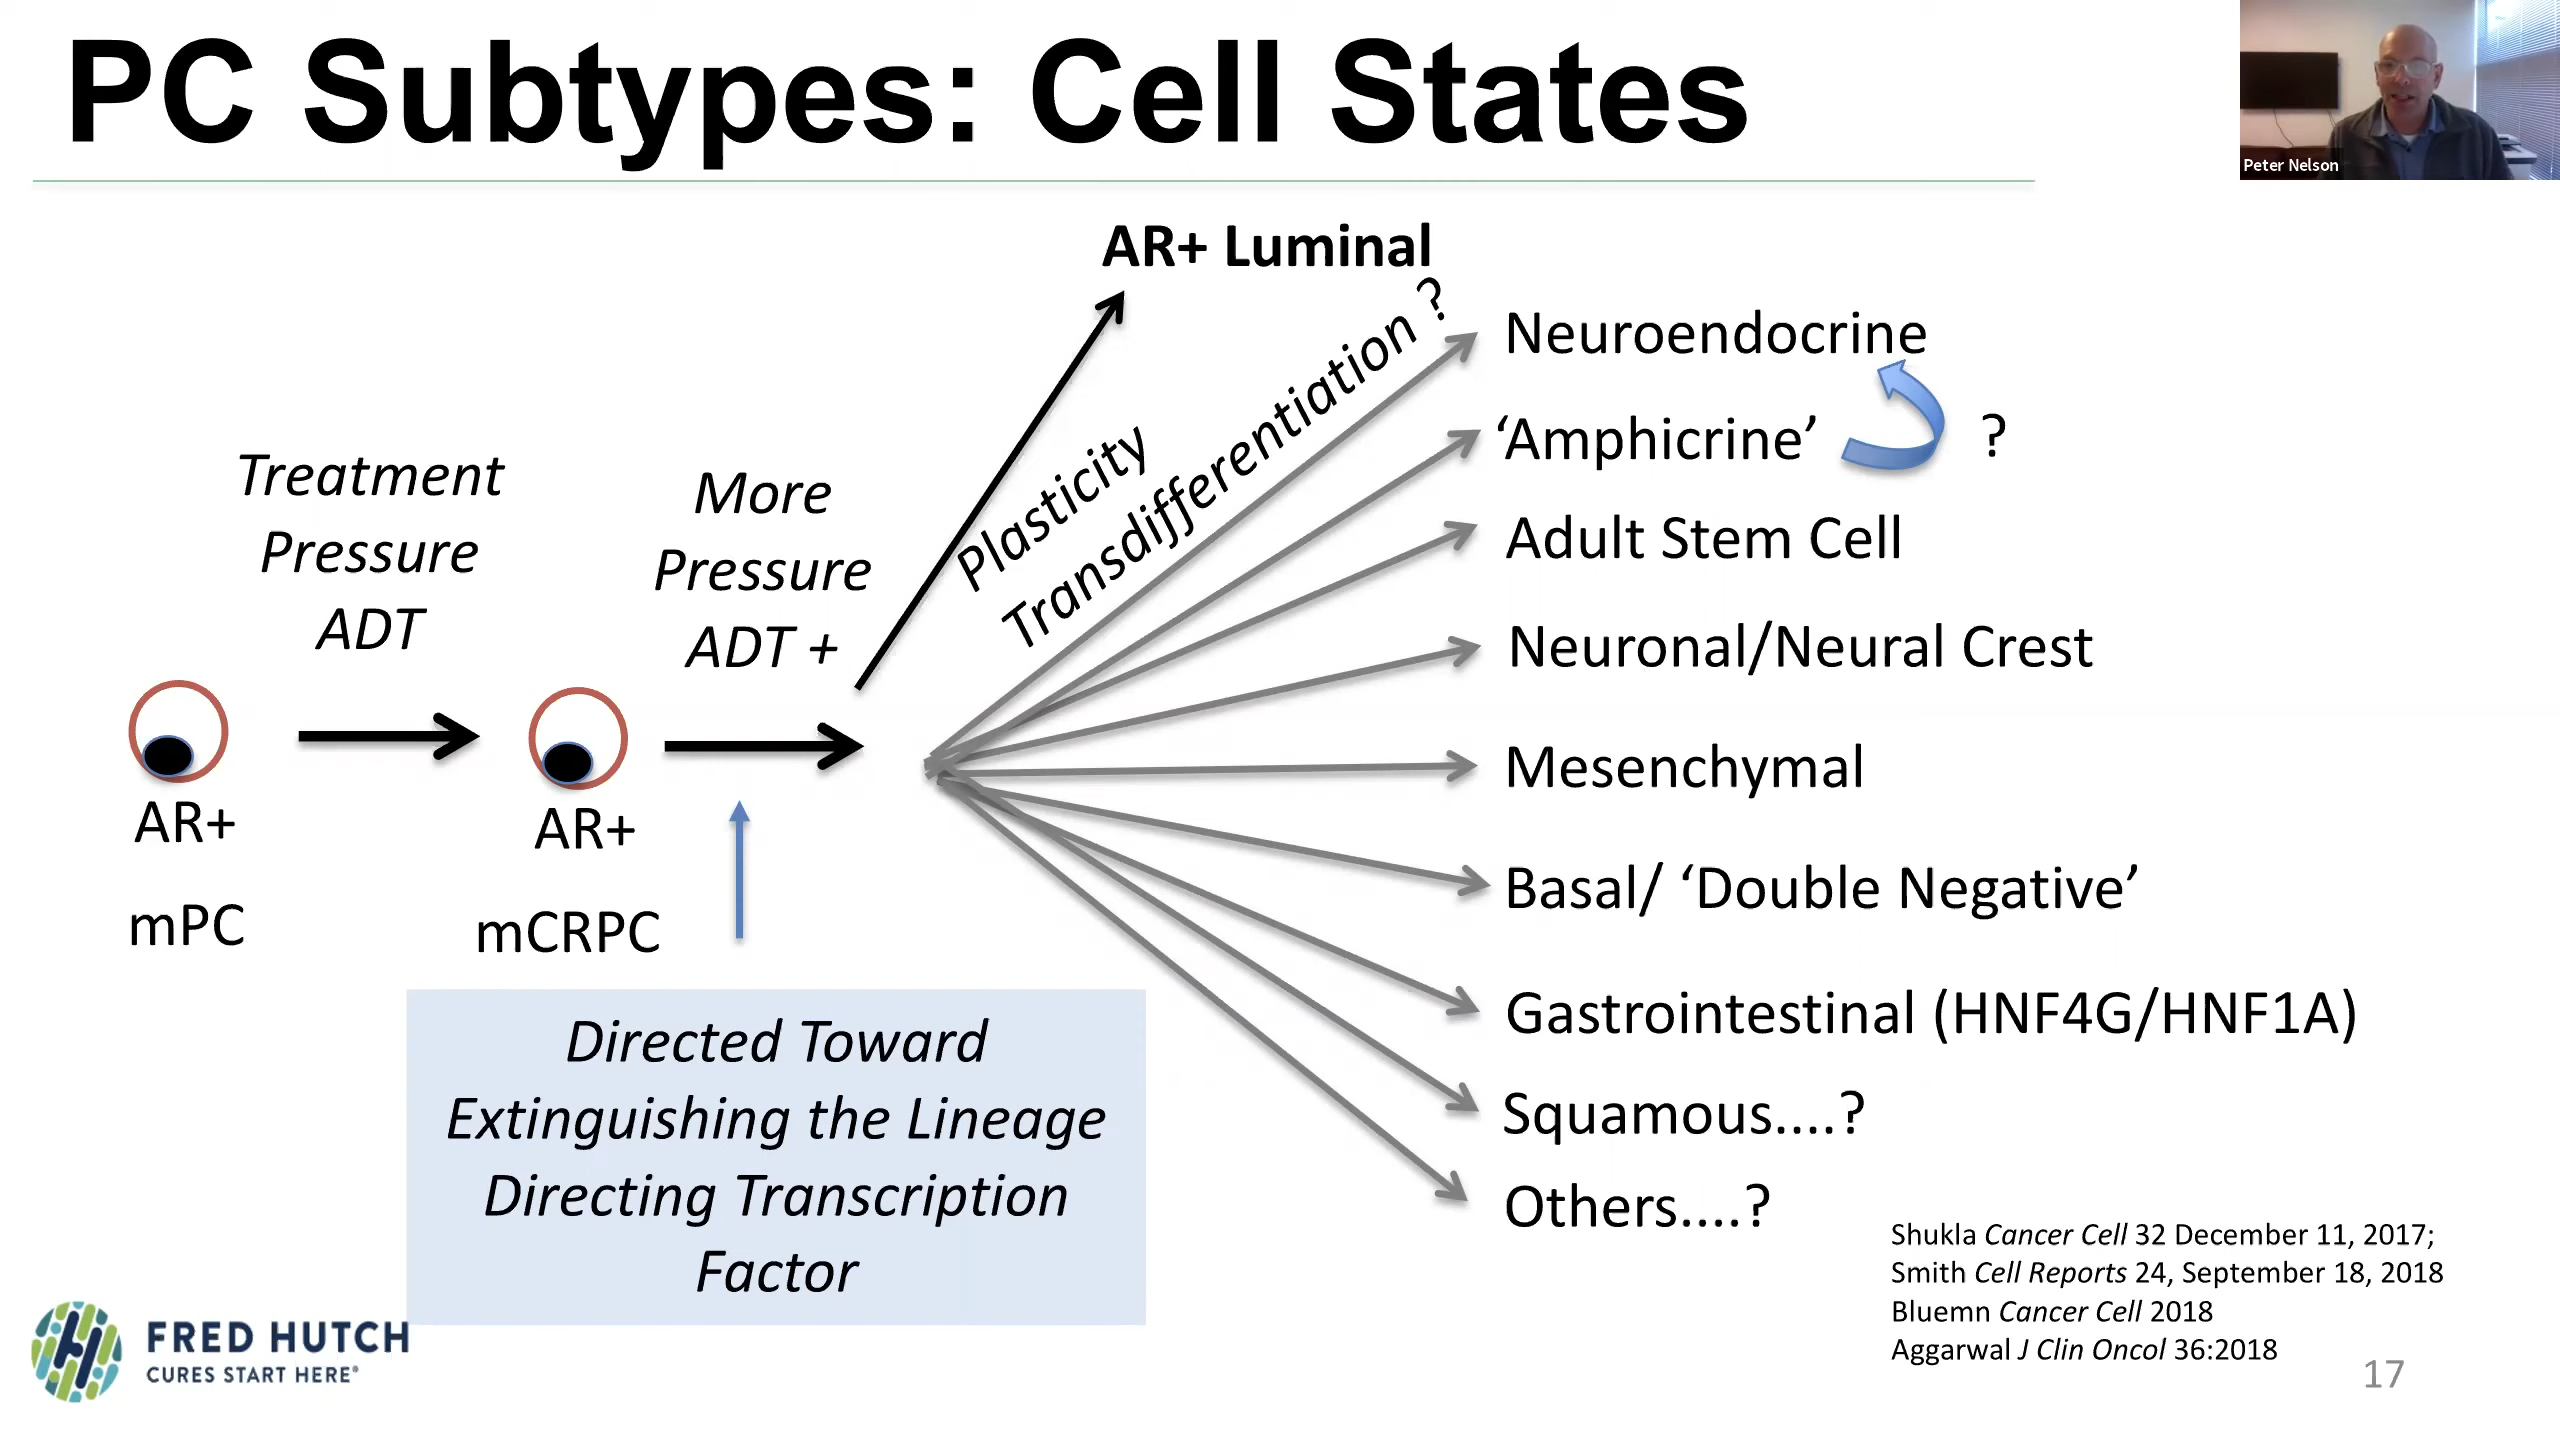 PC Subtypes: Cell States
Peter Nelson
AR+ Luminal
Plasticity
Transdifferentiation ?
Treatment
Pressure
ADT
More
Pressure
ADT +
AR+
mPC
AR+
mCRPC
Directed Toward
Extinguishing the Lineage
Directing Transcription
Factor
Neuroendocrine
‘Amphicrine’ ?
Adult Stem Cell
Neuronal/Neural Crest
Mesenchymal
Basal/ ‘Double Negative’
Gastrointestinal (HNF4G/HNF1A)
Squamous....?
Others....?
Shukla Cancer Cell 32 December 11, 2017;
Smith Cell Reports 24, September 18, 2018
Bluemn Cancer Cell 2018
Aggarwal J Clin Oncol 36:2018
FRED HUTCH
CURES START HERE®
17